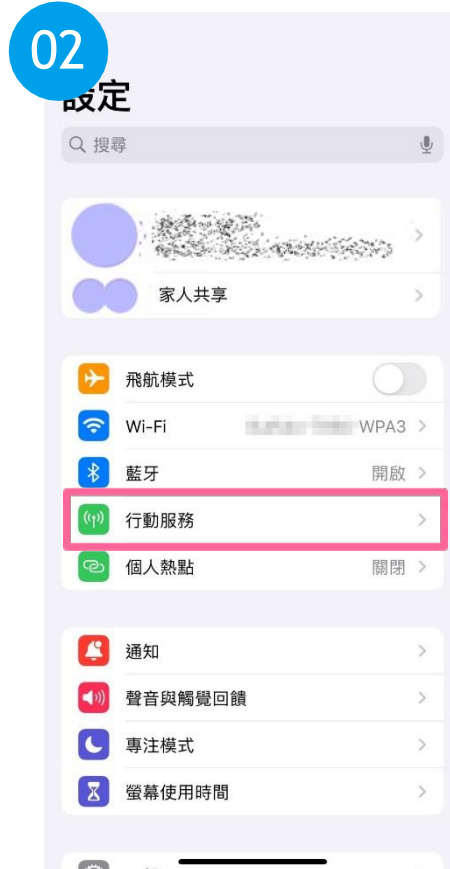 02
設定
搜尋
家人共享
飛航模式
Wi-Fi WPA3
藍牙 開啟
行動服務
個人熱點 關閉
通知
聲音與觸覺回饋
專注模式
螢幕使用時間